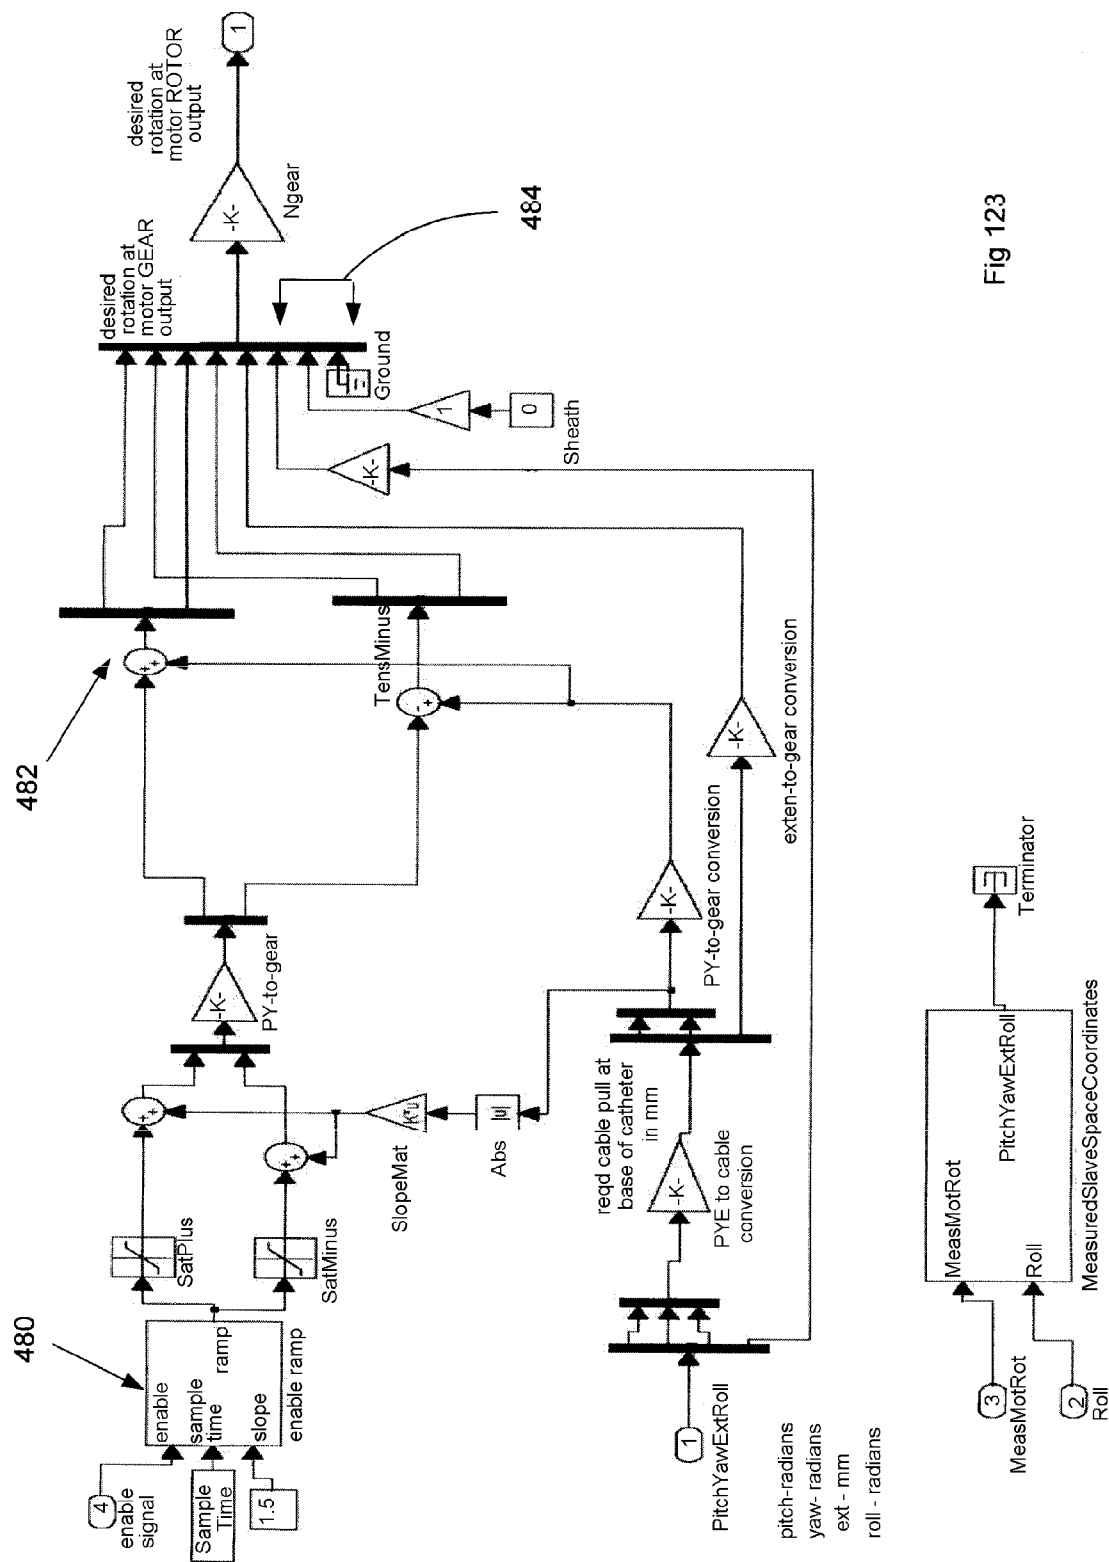 480
4
enable
signal
Sample
Time
1.5
enable
sample
time
slope
ramp
enable ramp
SatPlus
SatMinus
+
+
+
+
SlopeMat
K*u
Abs
|u|
-K-
PY-to-gear
482
+
+
-
+
TensMinus
desired
rotation at
motor GEAR
output
-K-
Ngear
desired
rotation at
motor ROTOR
output
1
484
Ground
1
0
Sheath
-K-
1
PitchYawExtRoll
pitch-radians
yaw- radians
ext - mm
roll - radians
reqd cable pull at
base of catheter
in mm
-K-
PYE to cable
conversion
-K-
PY-to-gear conversion
-K-
exten-to-gear conversion
3
MeasMotRot
2
Roll
MeasMotRot
Roll
PitchYawExtRoll
MeasuredSlaveSpaceCoordinates
Terminator
Fig 123